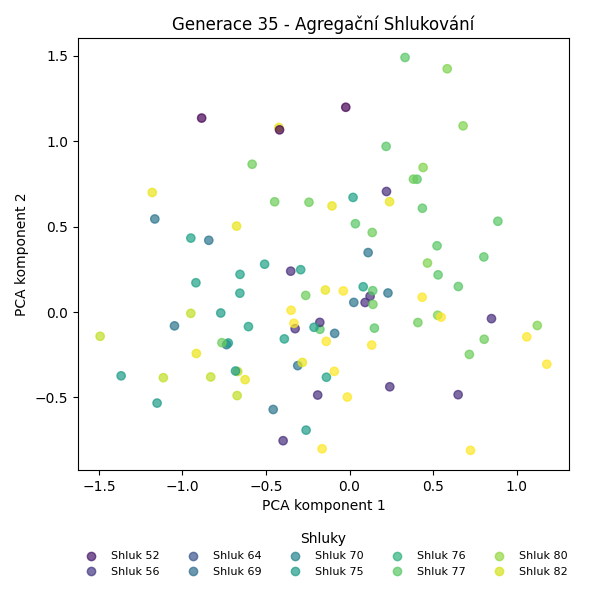 Generace 35 - Agregační Shlukování
1.5
1.0
0.5
0.0
−0.5
PCA komponent 2
−1.5 −1.0 −0.5 0.0 0.5 1.0
PCA komponent 1
Shluky
Shluk 52 Shluk 64 Shluk 70 Shluk 76 Shluk 80
Shluk 56 Shluk 69 Shluk 75 Shluk 77 Shluk 82